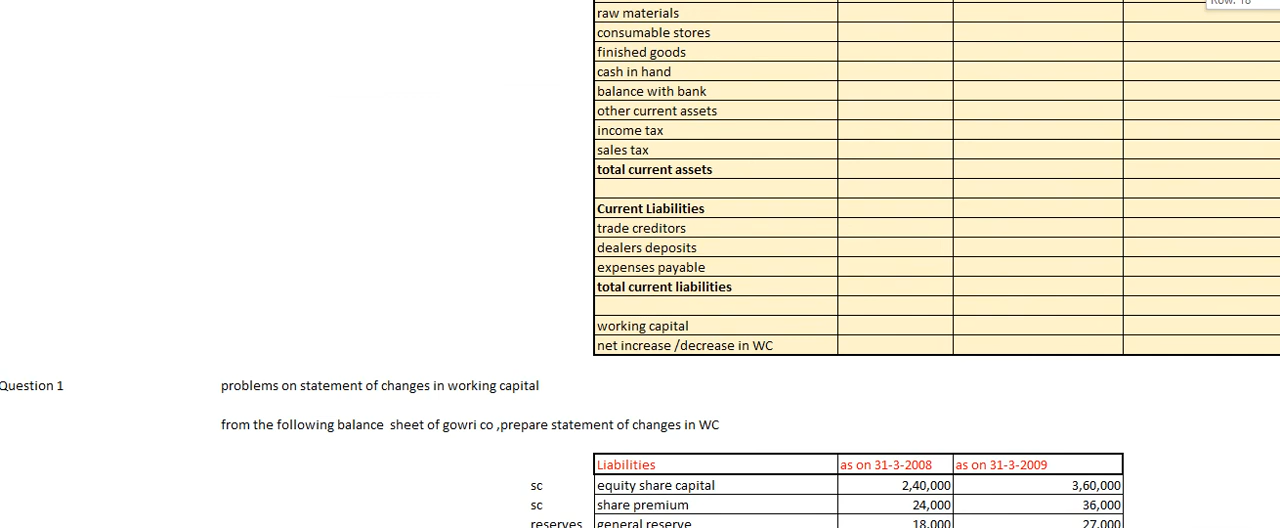 raw materials
consumable stores
finished goods
cash in hand
balance with bank
other current assets
income tax
sales tax
total current assets
Current Liabilities
trade creditors
dealers deposits
expenses payable
total current liabilities
working capital
net increase /decrease in WC
Question 1 problems on statement of changes in working capital
from the following balance sheet of gowri co ,prepare statement of changes in WC
Liabilities as on 31-3-2008 as on 31-3-2009
sc equity share capital 2,40,000 3,60,000
sc share premium 24,000 36,000
reserves general reserve 18,000 27,000